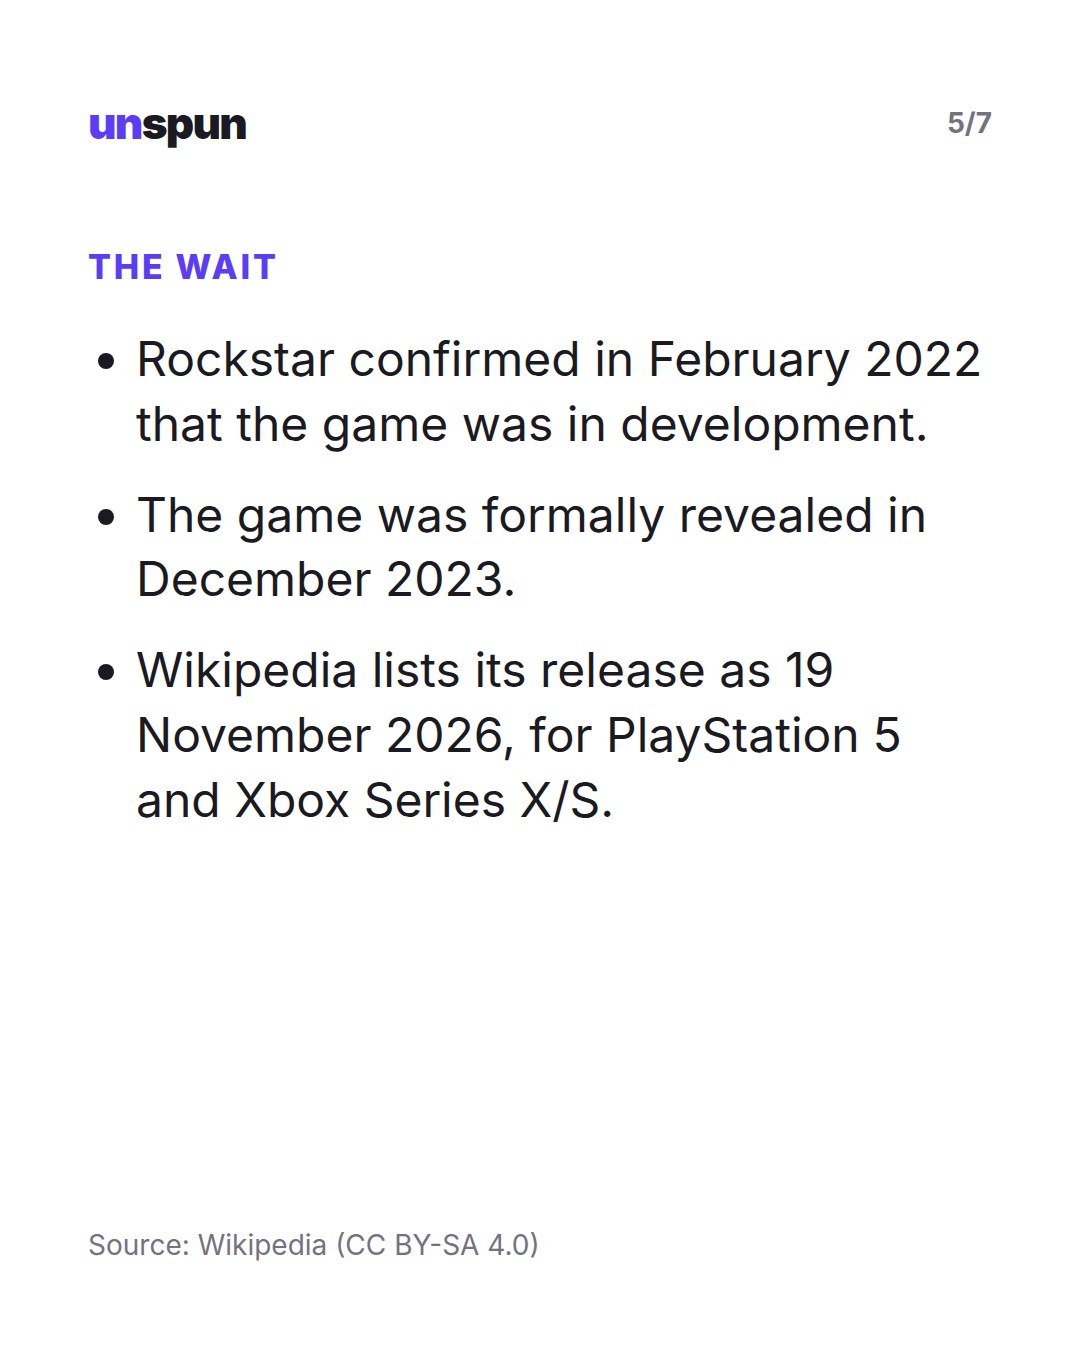 unspun
5/7
THE WAIT
• Rockstar confirmed in February 2022
that the game was in development.
• The game was formally revealed in
December 2023.
• Wikipedia lists its release as 19
November 2026, for PlayStation 5
and Xbox Series X/S.
Source: Wikipedia (CC BY-SA 4.0)